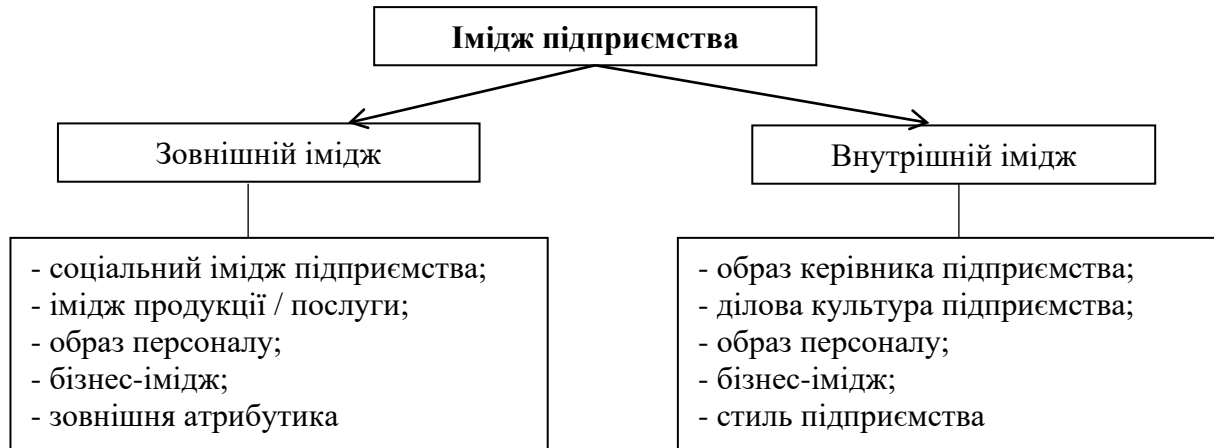 Імідж підприємства
Зовнішній імідж
Внутрішній імідж
- соціальний імідж підприємства;
- імідж продукції / послуги;
- образ персоналу;
- бізнес-імідж;
- зовнішня атрибутика
- образ керівника підприємства;
- ділова культура підприємства;
- образ персоналу;
- бізнес-імідж;
- стиль підприємства